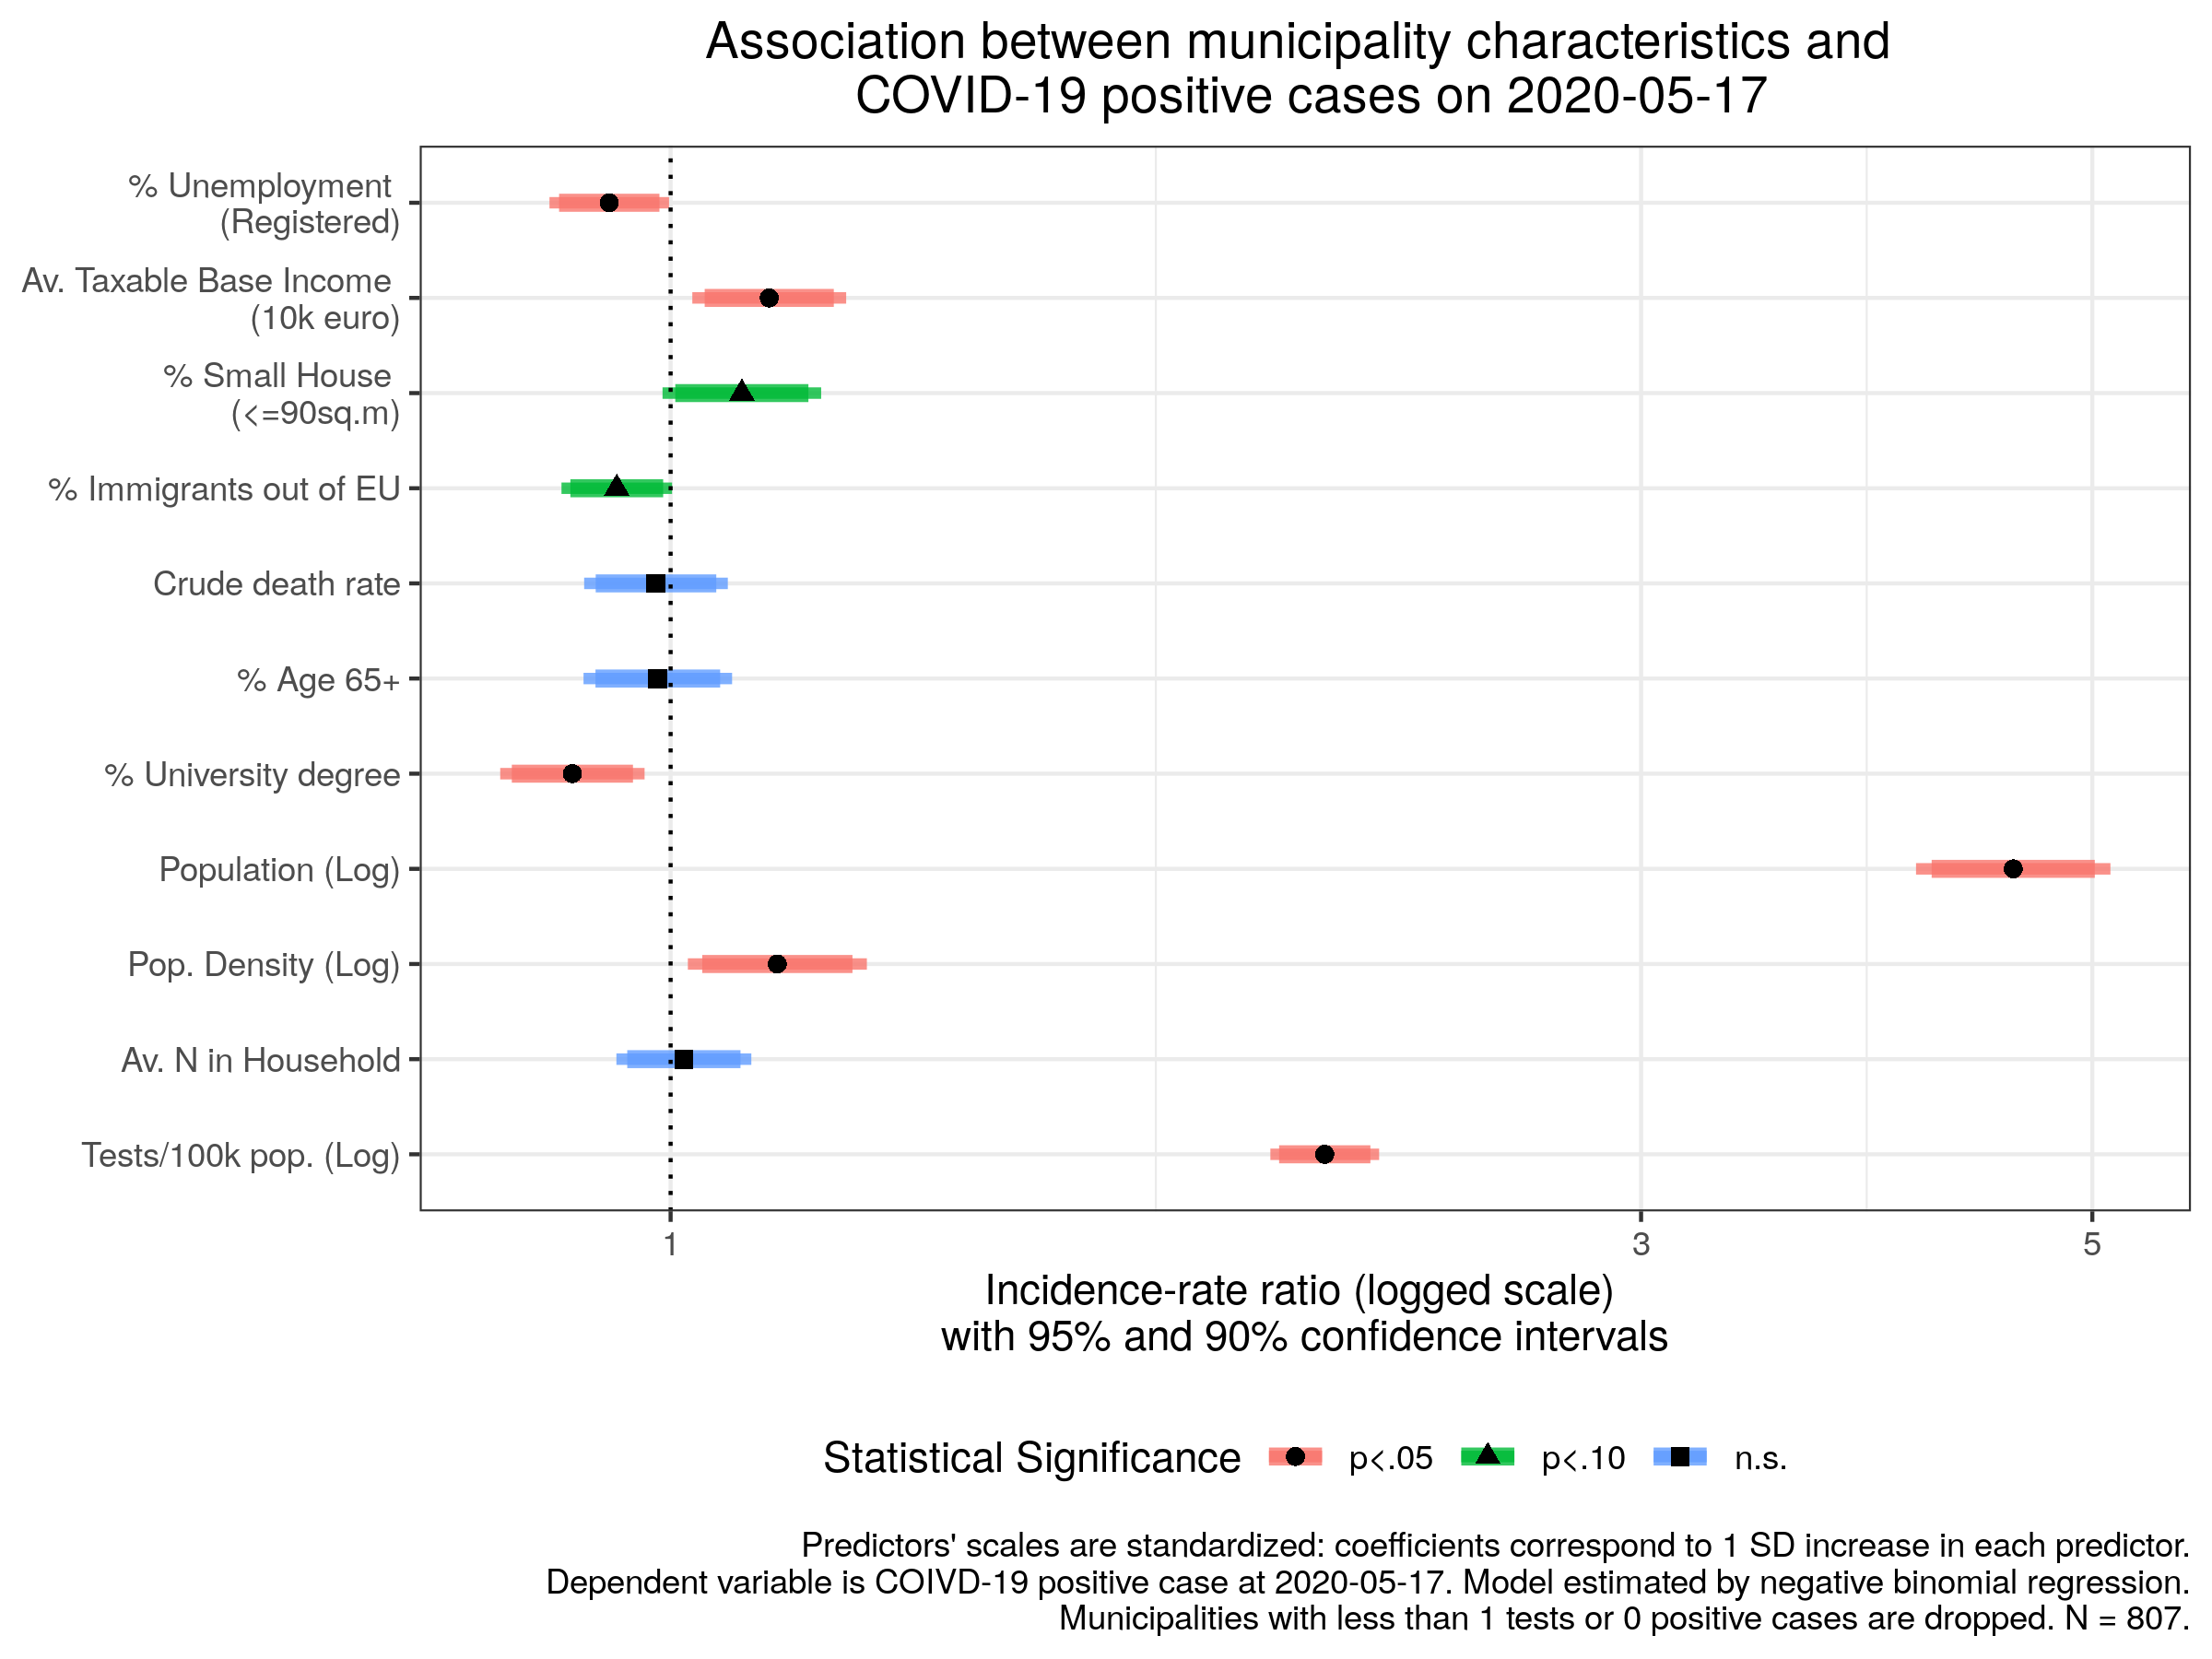 Association between municipality characteristics and
COVID-19 positive cases on 2020-05-17
% Unemployment
(Registered)
Av. Taxable Base Income
(10k euro)
% Small House
(<=90sq.m)
% Immigrants out of EU
Crude death rate
% Age 65+
% University degree
Population (Log)
Pop. Density (Log)
Av. N in Household
Tests/100k pop. (Log)
1 3 5
Incidence-rate ratio (logged scale)
with 95% and 90% confidence intervals
Statistical Significance p<.05 p<.10 n.s.
Predictors' scales are standardized: coefficients correspond to 1 SD increase in each predictor.
Dependent variable is COIVD-19 positive case at 2020-05-17. Model estimated by negative binomial regression.
Municipalities with less than 1 tests or 0 positive cases are dropped. N = 807.